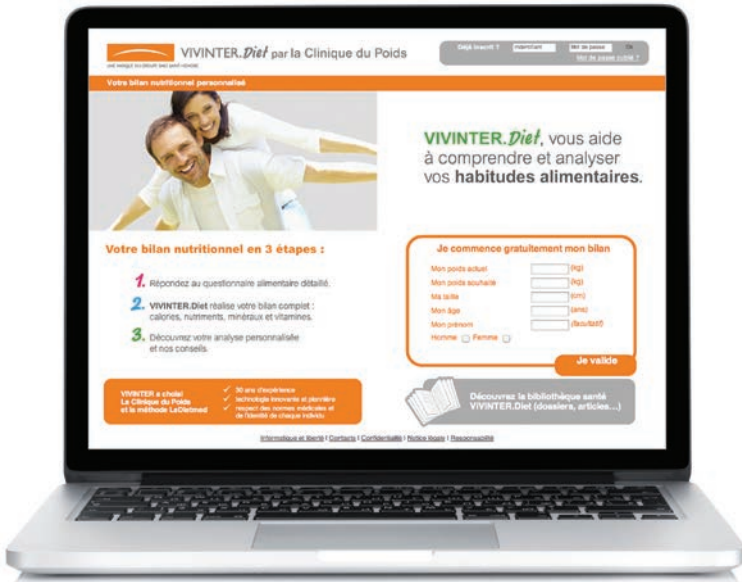 VIVINTER.Diet par la Clinique du Poids
Déjà inscrit ? Identifiant Mot de passe Ok
Mot de passe oublié ?
Votre bilan nutritionnel personnalisé
VIVINTER.Diet, vous aide
à comprendre et analyser
vos habitudes alimentaires.
Votre bilan nutritionnel en 3 étapes :
1. Répondez au questionnaire alimentaire détaillé.
2. VIVINTER.Diet réalise votre bilan complet :
calories, nutriments, minéraux et vitamines.
3. Découvrez votre analyse personnalisée
et nos conseils.
Je commence gratuitement mon bilan
Mon poids actuel (kg)
Mon poids souhaité (kg)
Ma taille (cm)
Mon âge (ans)
Mon prénom (facultatif)
Homme Femme
Je valide
VIVINTER a choisi
La Clinique du Poids
et la méthode LeDietmed
✓ 30 ans d'expérience
✓ technologie innovante et planifiée
✓ respect des normes médicales et
de l'identité de chaque individu
Découvrez la bibliothèque santé
VIVINTER.Diet (dossiers, articles...)
Informatique et liberté | Contacts | Confidentialité | Notice légale | Responsabilité